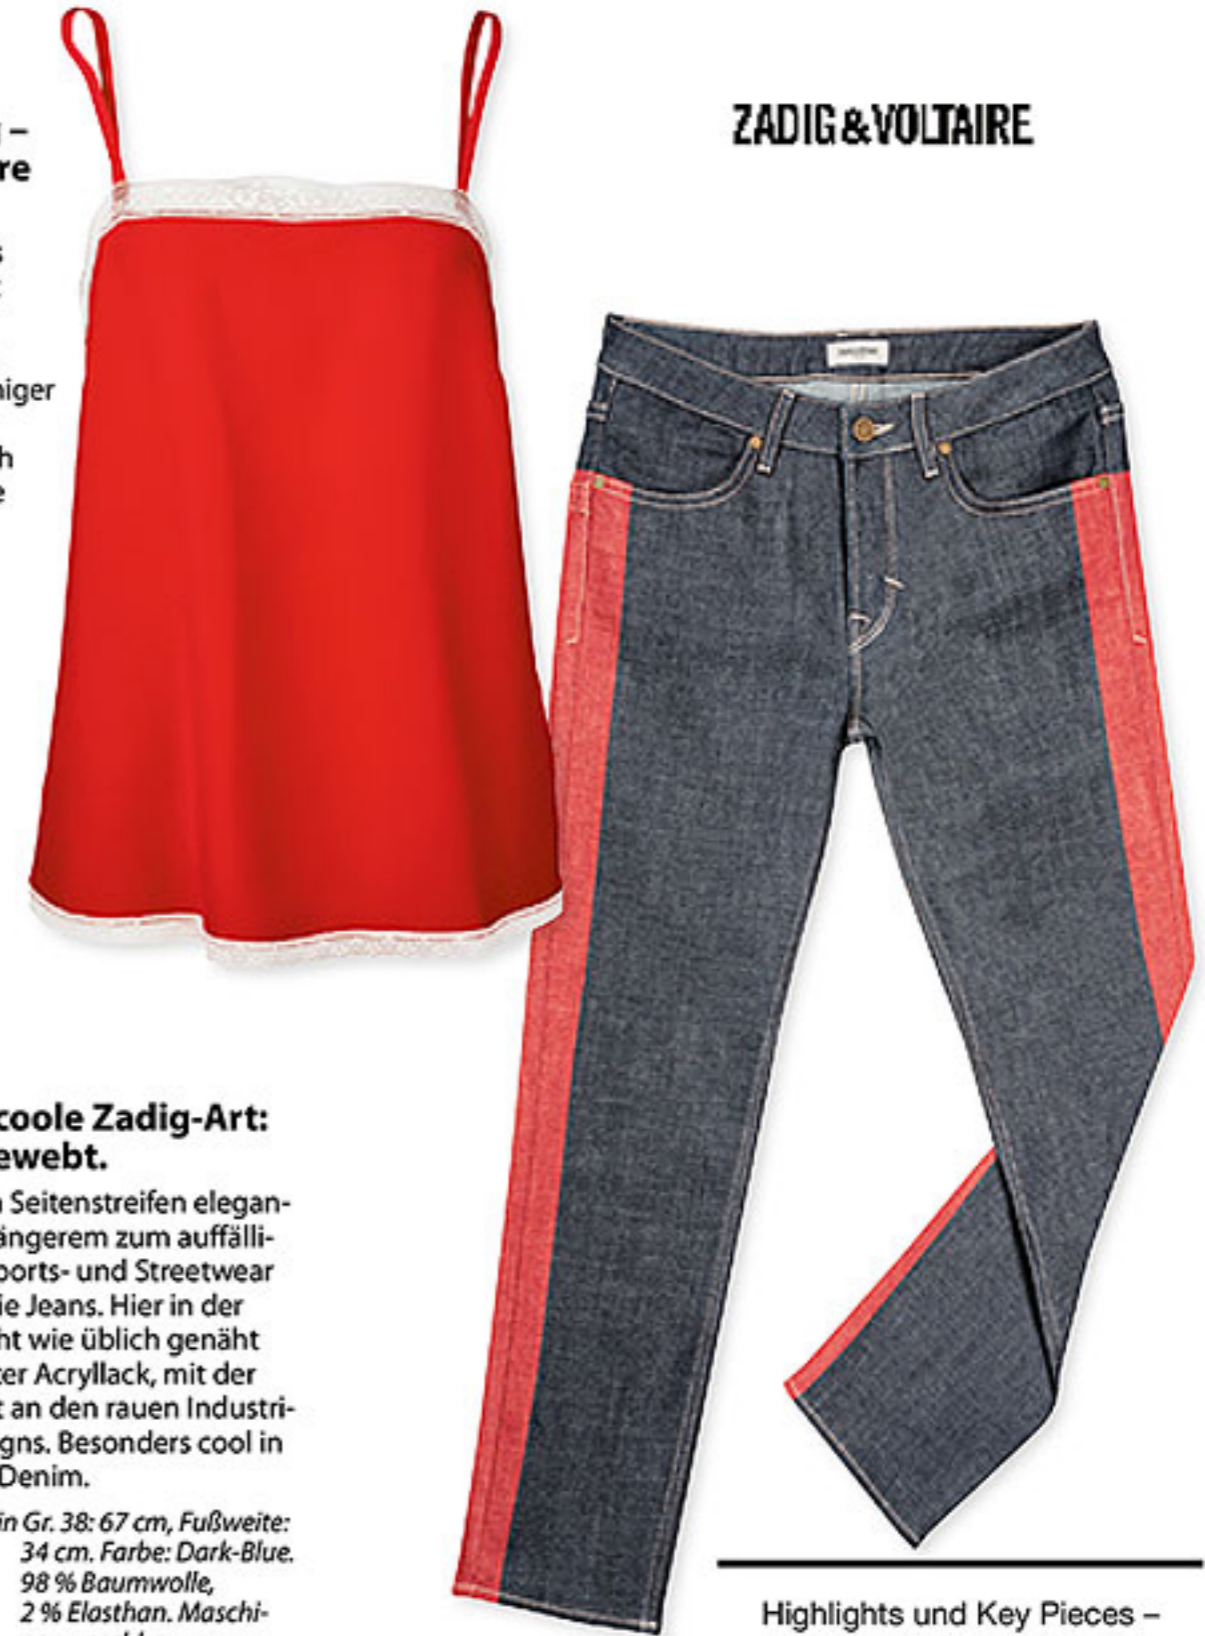 –
re
s
niger
h
e
ZADIG&VOLTAIRE
coole Zadig-Art:
ewebt.
Seitenstreifen elegan-
ängerem zum auffälli-
ports- und Streetwear
ie Jeans. Hier in der
ht wie üblich genäht
ter Acryllack, mit der
t an den rauen Industri-
gns. Besonders cool in
Denim.
in Gr. 38: 67 cm, Fußweite:
34 cm. Farbe: Dark-Blue.
98 % Baumwolle,
2 % Elasthan. Maschi-
Highlights und Key Pieces –